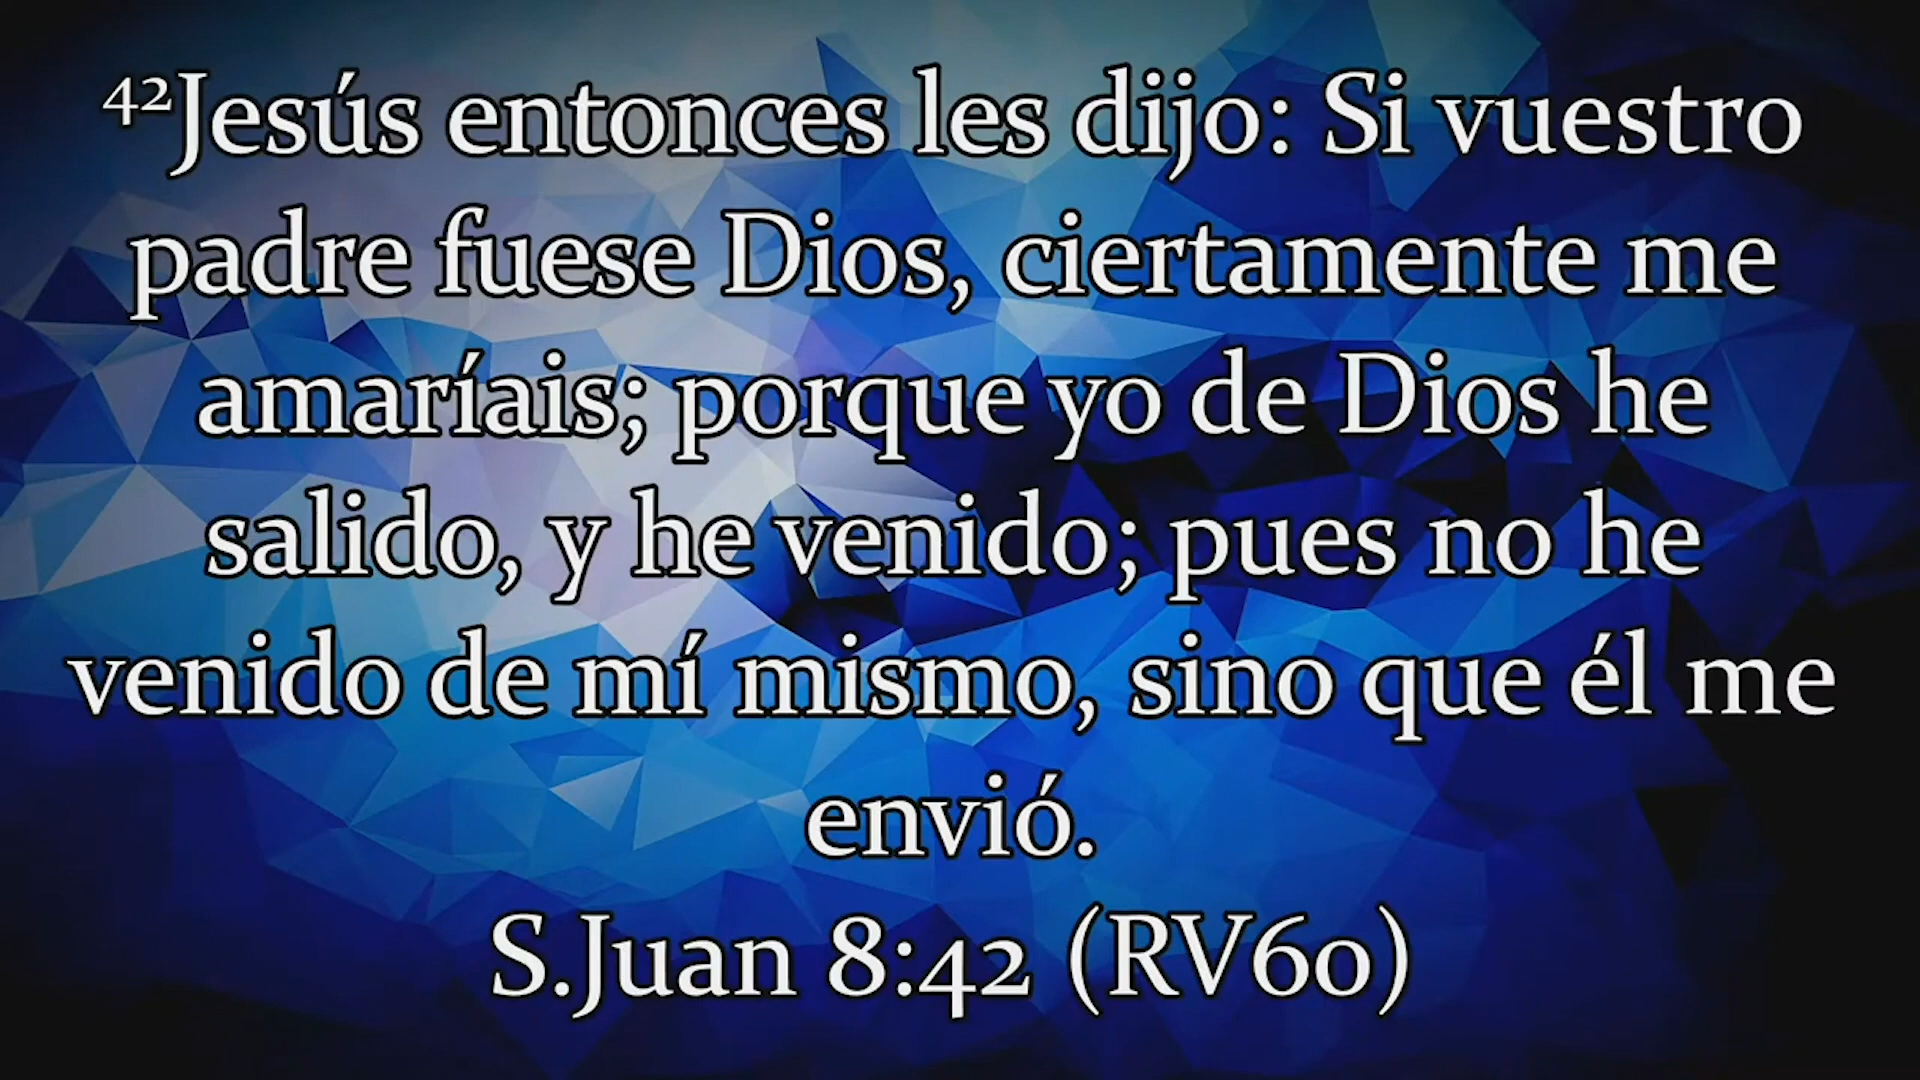 ⁴²Jesús entonces les dijo: Si vuestro
padre fuese Dios, ciertamente me
amaríais; porque yo de Dios he
salido, y he venido; pues no he
venido de mí mismo, sino que él me
envió.
S.Juan 8:42 (RV60)